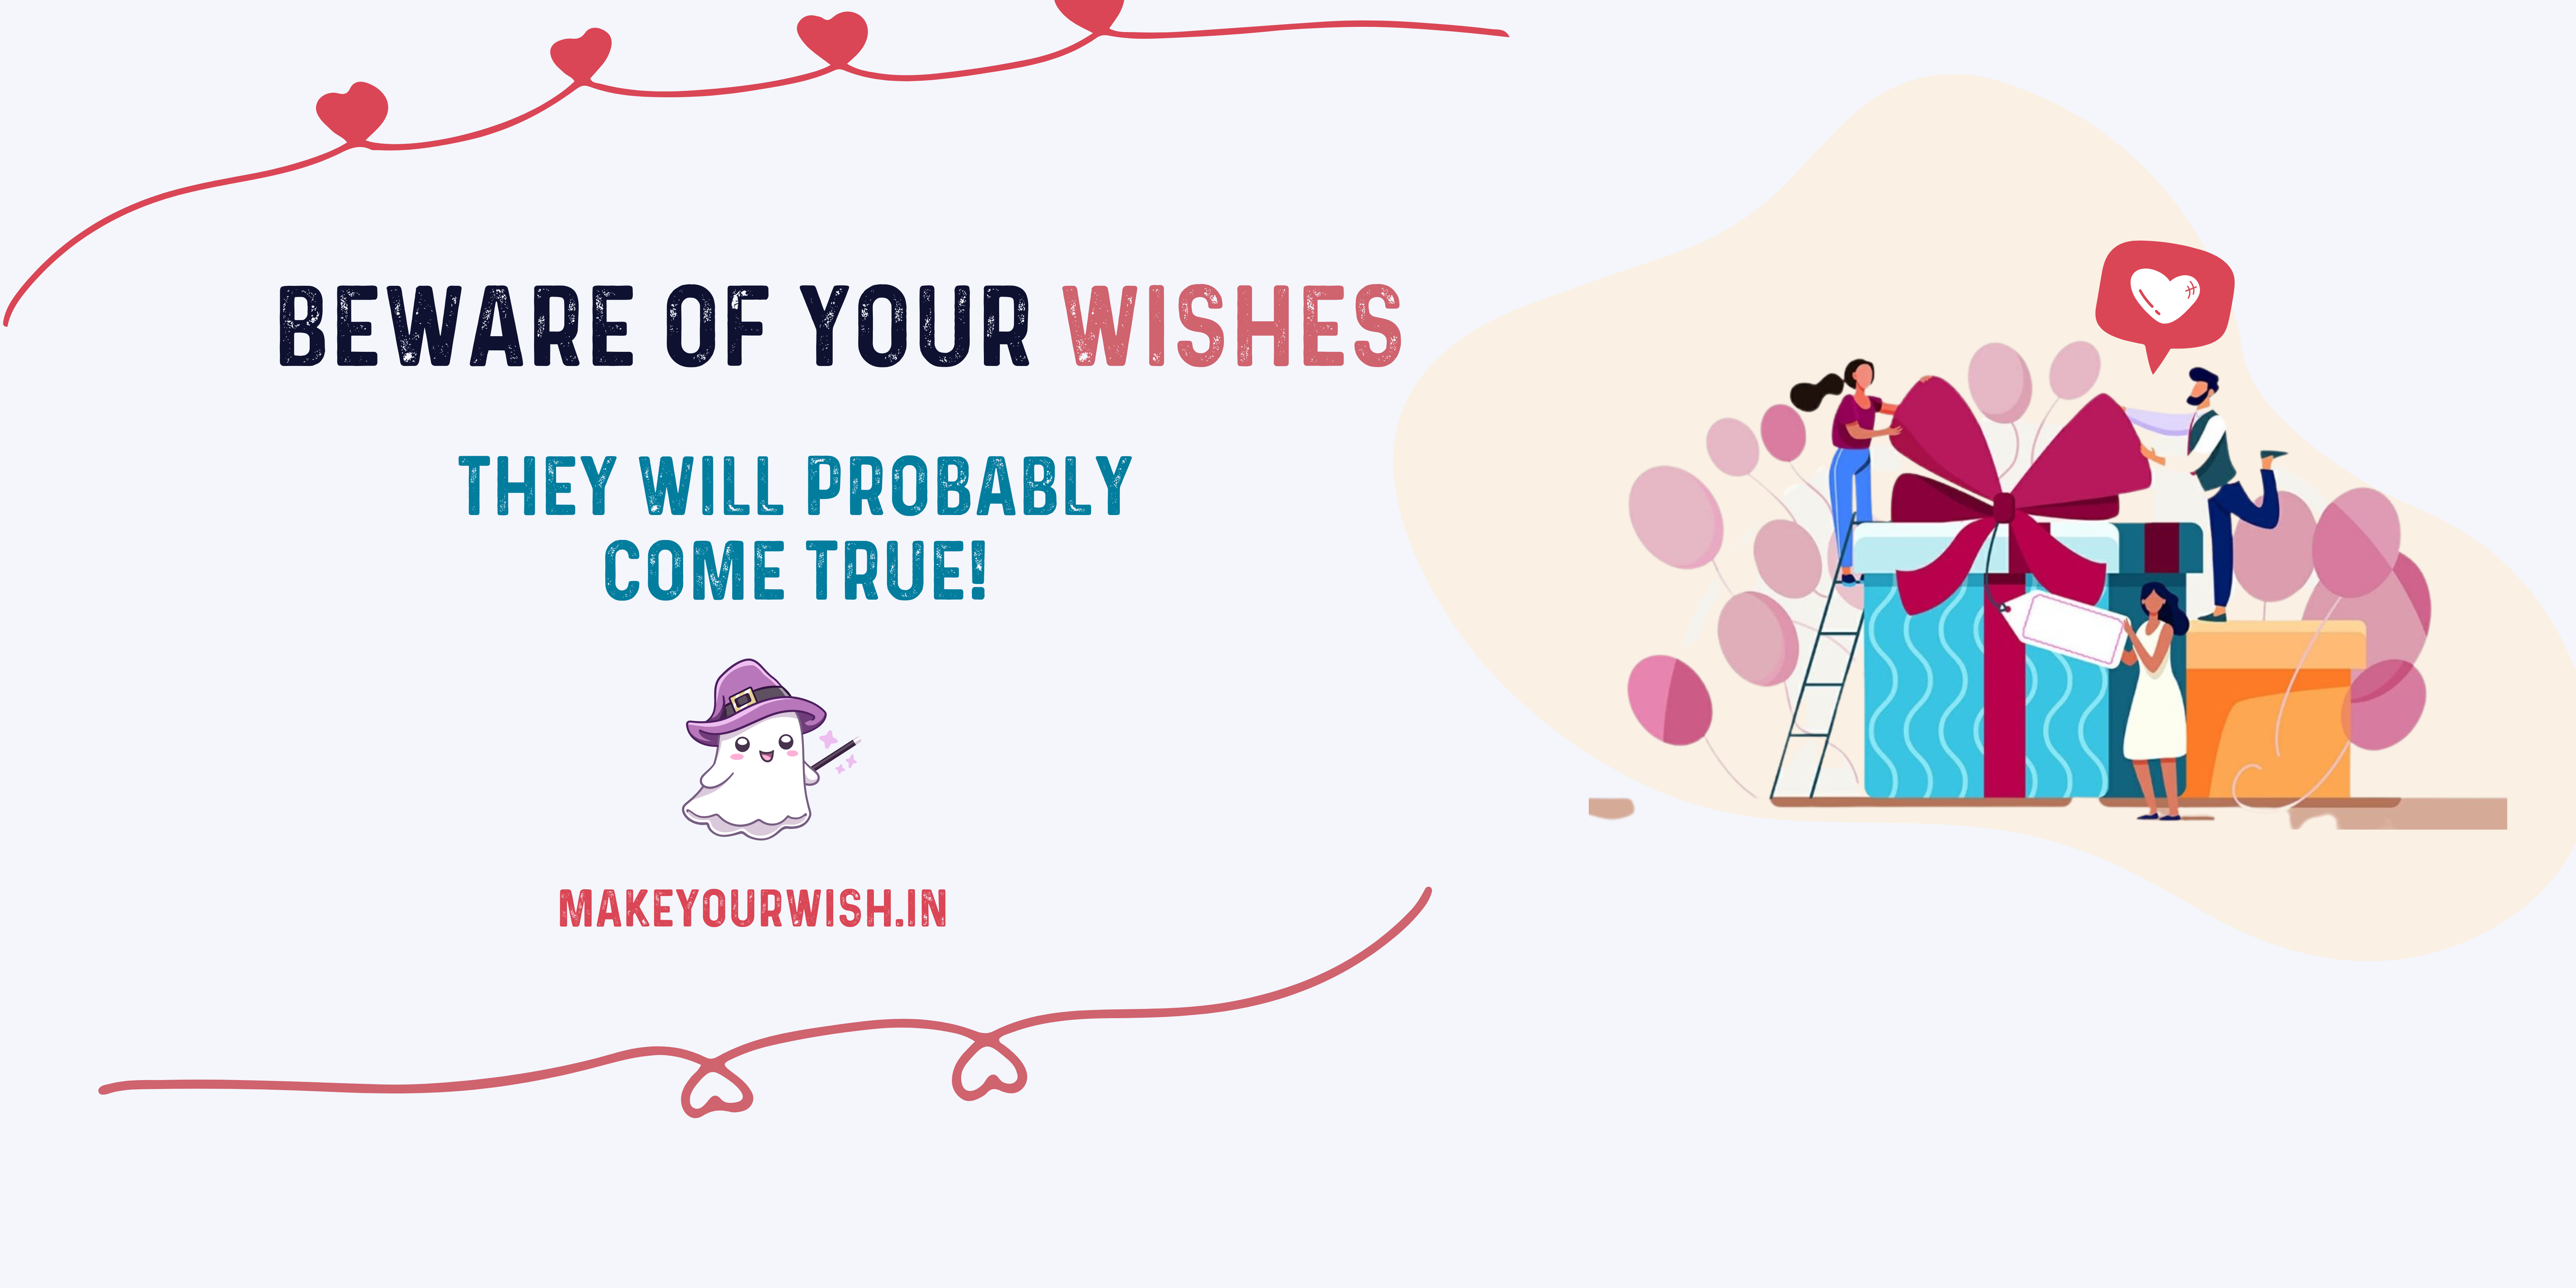 BEWARE OF YOUR WISHES
THEY WILL PROBABLY
COME TRUE!
MAKEYOURWISH.IN